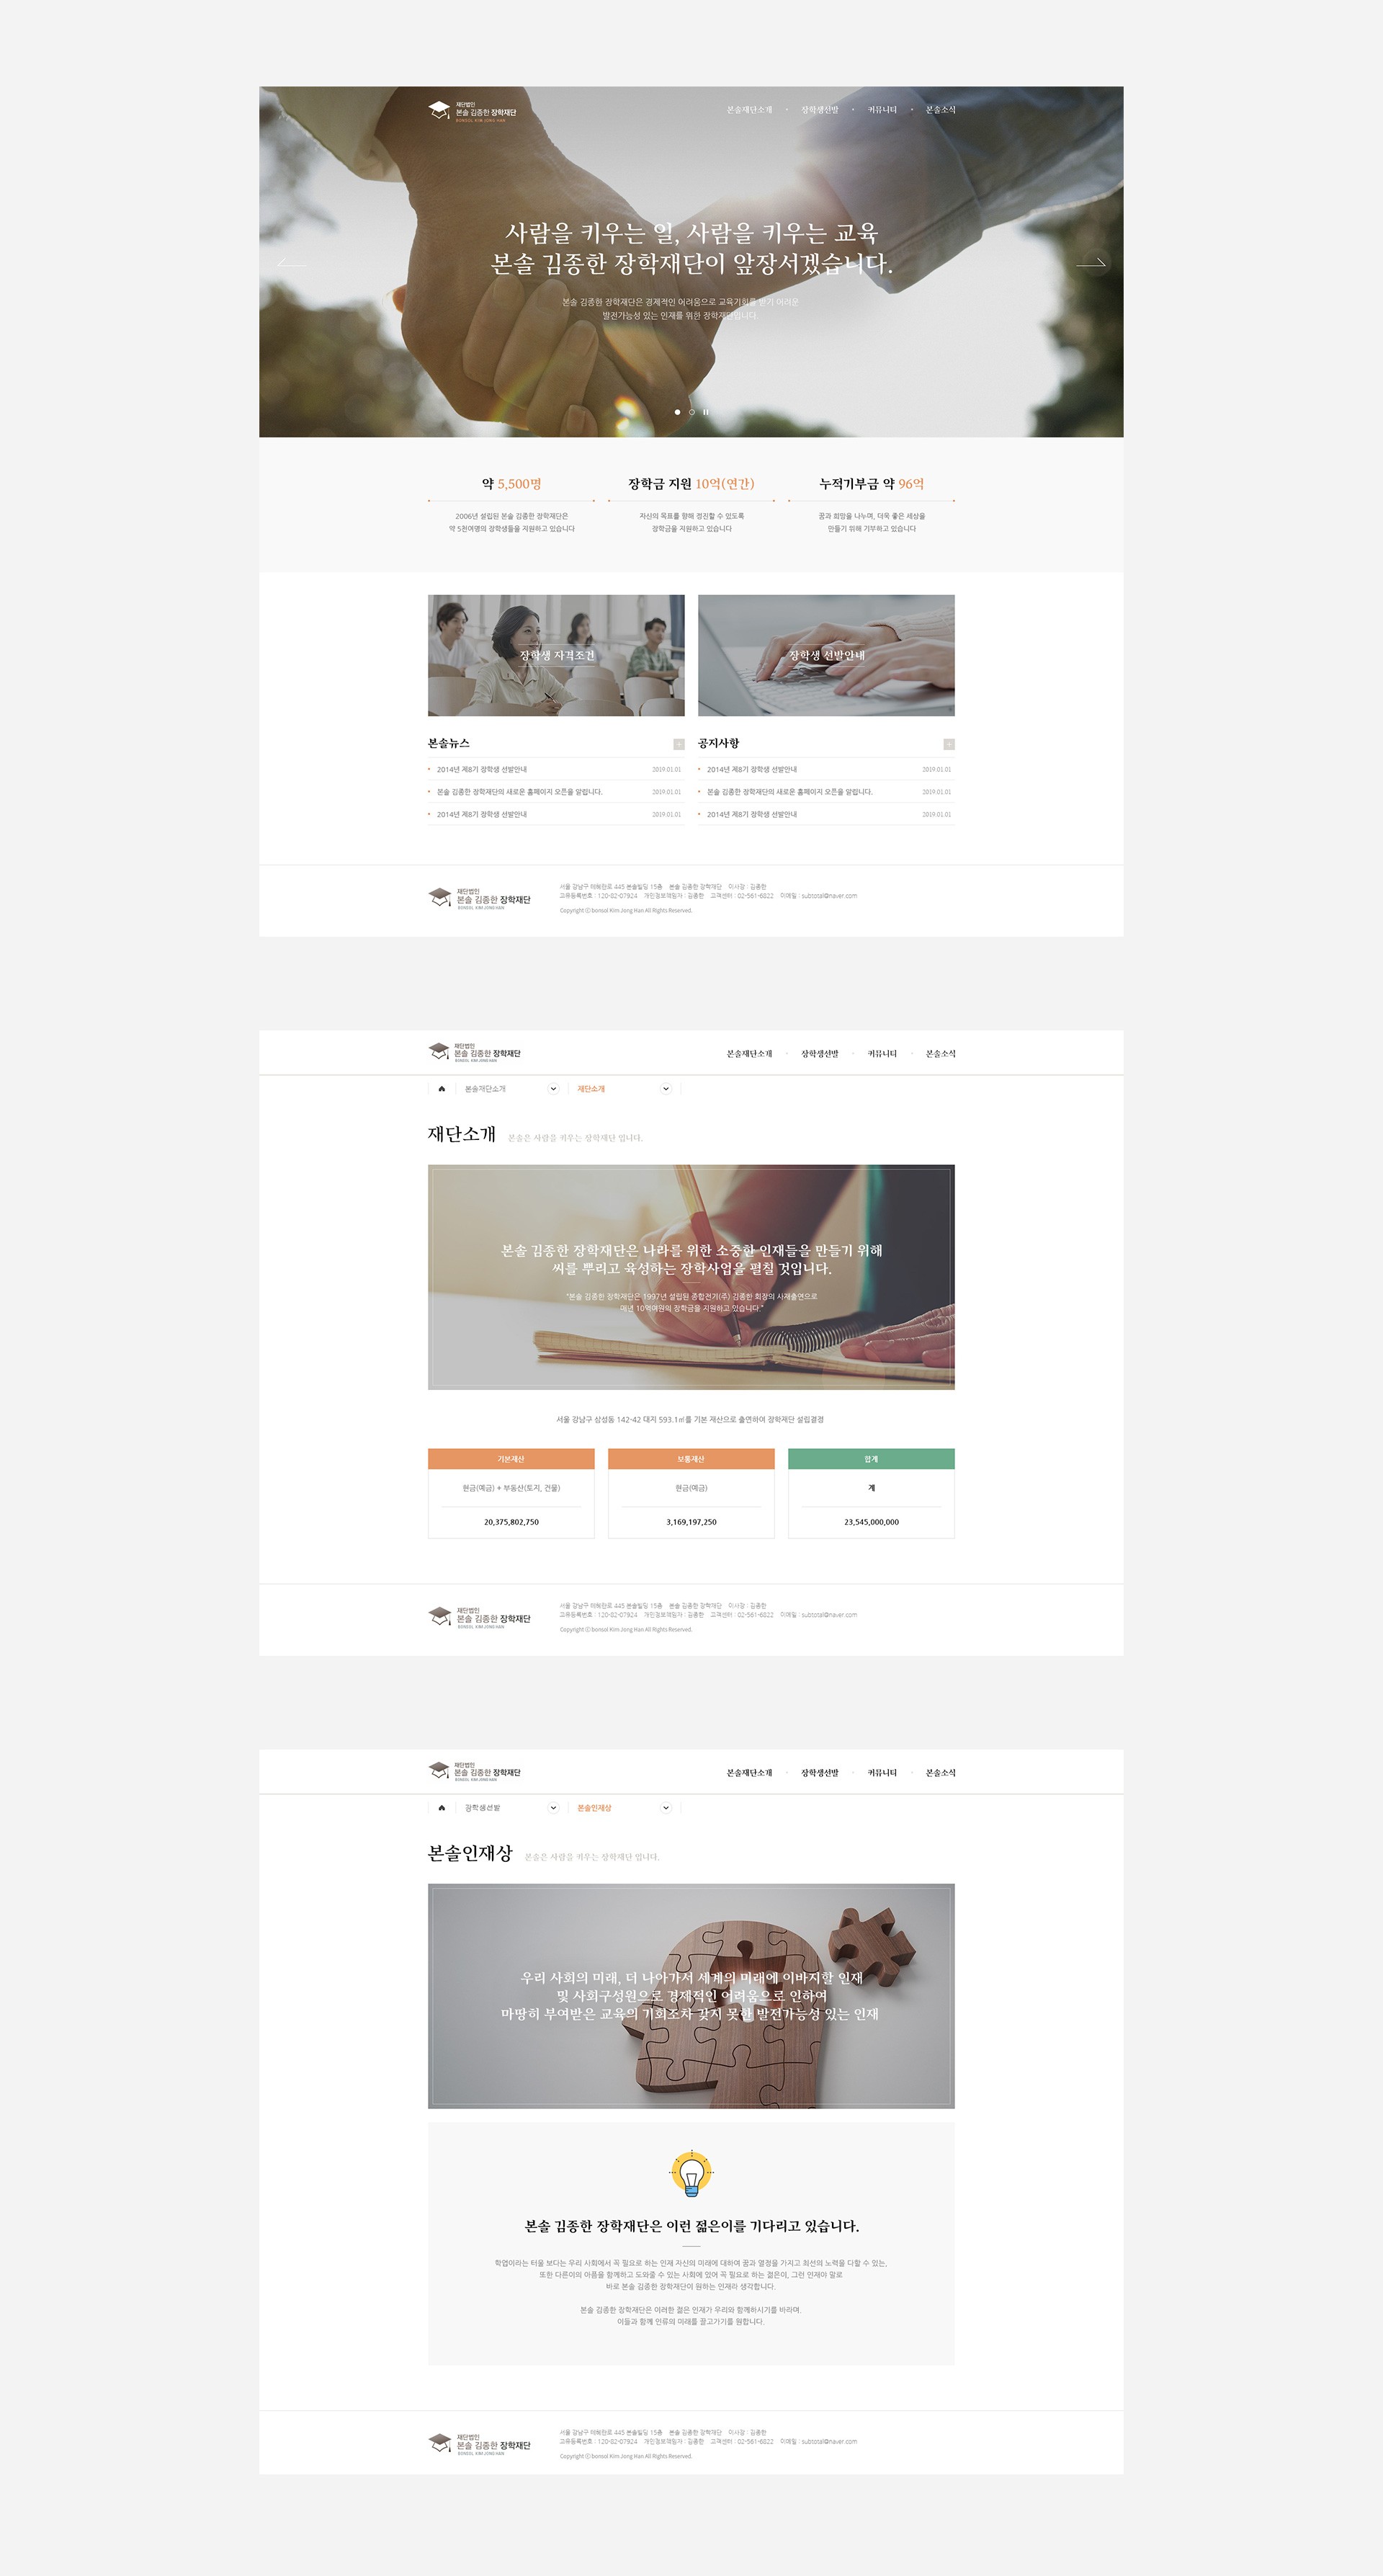 재단법인
본솔 김종한 장학재단
BONSOL KIM JONG HAN
본솔재단소개
장학생선발
커뮤니티
본솔소식
사람을 키우는 일, 사람을 키우는 교육
본솔 김종한 장학재단이 앞장서겠습니다.
본솔 김종한 장학재단은 경제적인 어려움으로 교육기회를 받기 어려운
발전가능성 있는 인재를 위한 장학재단입니다.
약 5,500명
2006년 설립된 본솔 김종한 장학재단은
약 5천여명의 장학생들을 지원하고 있습니다
장학금 지원 10억(연간)
자신의 목표를 향해 정진할 수 있도록
장학금을 지원하고 있습니다
누적기부금 약 96억
꿈과 희망을 나누며, 더욱 좋은 세상을
만들기 위해 기부하고 있습니다
장학생 자격조건
장학생 선발안내
본솔뉴스
2014년 제8기 장학생 선발안내 2019.01.01
본솔 김종한 장학재단의 새로운 홈페이지 오픈을 알립니다. 2019.01.01
2014년 제8기 장학생 선발안내 2019.01.01
공지사항
2014년 제8기 장학생 선발안내 2019.01.01
본솔 김종한 장학재단의 새로운 홈페이지 오픈을 알립니다. 2019.01.01
2014년 제8기 장학생 선발안내 2019.01.01
재단법인
본솔 김종한 장학재단
BONSOL KIM JONG HAN
서울 강남구 테헤란로 445 본솔빌딩 15층 본솔 김종한 장학재단 이사장 : 김종한
고유등록번호 : 120-82-07924 개인정보책임자 : 김종한 고객센터 : 02-561-6822 이메일 : subtotal@naver.com
Copyright ⓒ bonsol Kim Jong Han All Rights Reserved.
재단법인
본솔 김종한 장학재단
BONSOL KIM JONG HAN
본솔재단소개
장학생선발
커뮤니티
본솔소식
본솔재단소개
재단소개
재단소개
본솔은 사람을 키우는 장학재단 입니다.
본솔 김종한 장학재단은 나라를 위한 소중한 인재들을 만들기 위해
씨를 뿌리고 육성하는 장학사업을 펼칠 것입니다.
"본솔 김종한 장학재단은 1997년 설립된 종합전기(주) 김종한 회장의 사재출연으로
매년 10억여원의 장학금을 지원하고 있습니다."
서울 강남구 삼성동 142-42 대지 593.1㎡를 기본 재산으로 출연하여 장학재단 설립결정
기본재산
현금(예금) + 부동산(토지, 건물)
20,375,802,750
보통재산
현금(예금)
3,169,197,250
합계
계
23,545,000,000
재단법인
본솔 김종한 장학재단
BONSOL KIM JONG HAN
서울 강남구 테헤란로 445 본솔빌딩 15층 본솔 김종한 장학재단 이사장 : 김종한
고유등록번호 : 120-82-07924 개인정보책임자 : 김종한 고객센터 : 02-561-6822 이메일 : subtotal@naver.com
Copyright ⓒ bonsol Kim Jong Han All Rights Reserved.
재단법인
본솔 김종한 장학재단
BONSOL KIM JONG HAN
본솔재단소개
장학생선발
커뮤니티
본솔소식
장학생선발
본솔인재상
본솔인재상
본솔은 사람을 키우는 장학재단 입니다.
우리 사회의 미래, 더 나아가서 세계의 미래에 이바지할 인재
및 사회구성원으로 경제적인 어려움으로 인하여
마땅히 부여받은 교육의 기회조차 갖지 못한 발전가능성 있는 인재
본솔 김종한 장학재단은 이런 젊은이를 기다리고 있습니다.
학업이라는 터울 보다는 우리 사회에서 꼭 필요로 하는 인재 자신의 미래에 대하여 꿈과 열정을 가지고 최선의 노력을 다할 수 있는,
또한 다른이의 아픔을 함께하고 도와줄 수 있는 사회에 있어 꼭 필요로 하는 젊은이, 그런 인재야 말로
바로 본솔 김종한 장학재단이 원하는 인재라 생각합니다.
본솔 김종한 장학재단은 이러한 젊은 인재가 우리와 함께하시기를 바라며,
이들과 함께 인류의 미래를 끌고가기를 원합니다.
재단법인
본솔 김종한 장학재단
BONSOL KIM JONG HAN
서울 강남구 테헤란로 445 본솔빌딩 15층 본솔 김종한 장학재단 이사장 : 김종한
고유등록번호 : 120-82-07924 개인정보책임자 : 김종한 고객센터 : 02-561-6822 이메일 : subtotal@naver.com
Copyright ⓒ bonsol Kim Jong Han All Rights Reserved.